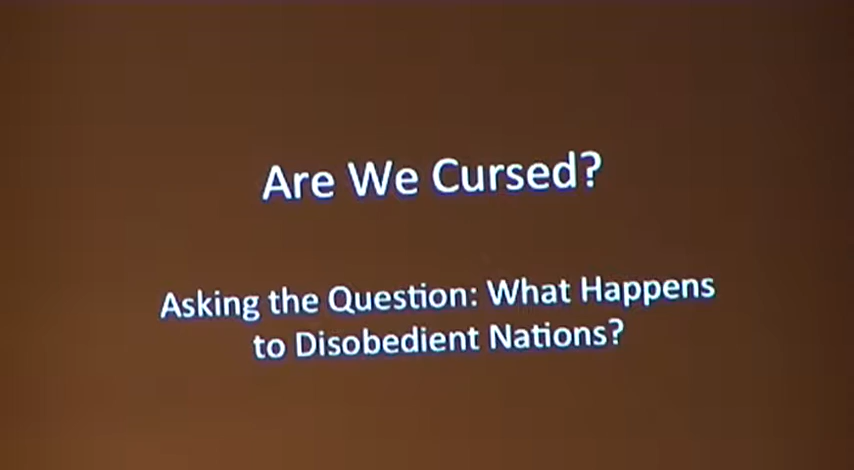 Are We Cursed?
Asking the Question: What Happens
to Disobedient Nations?